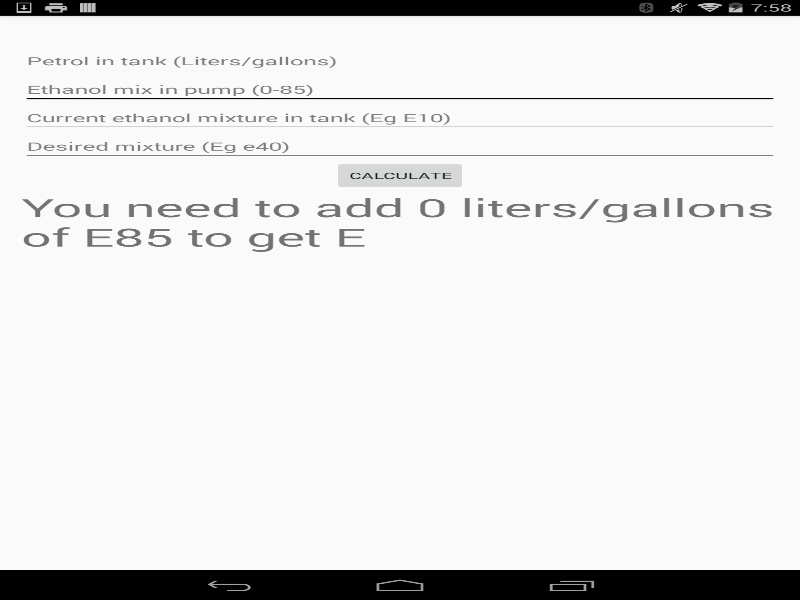 7:58
Petrol in tank (Liters/gallons)
Ethanol mix in pump (0-85)
Current ethanol mixture in tank (Eg E10)
Desired mixture (Eg e40)
CALCULATE
You need to add 0 liters/gallons
of E85 to get E